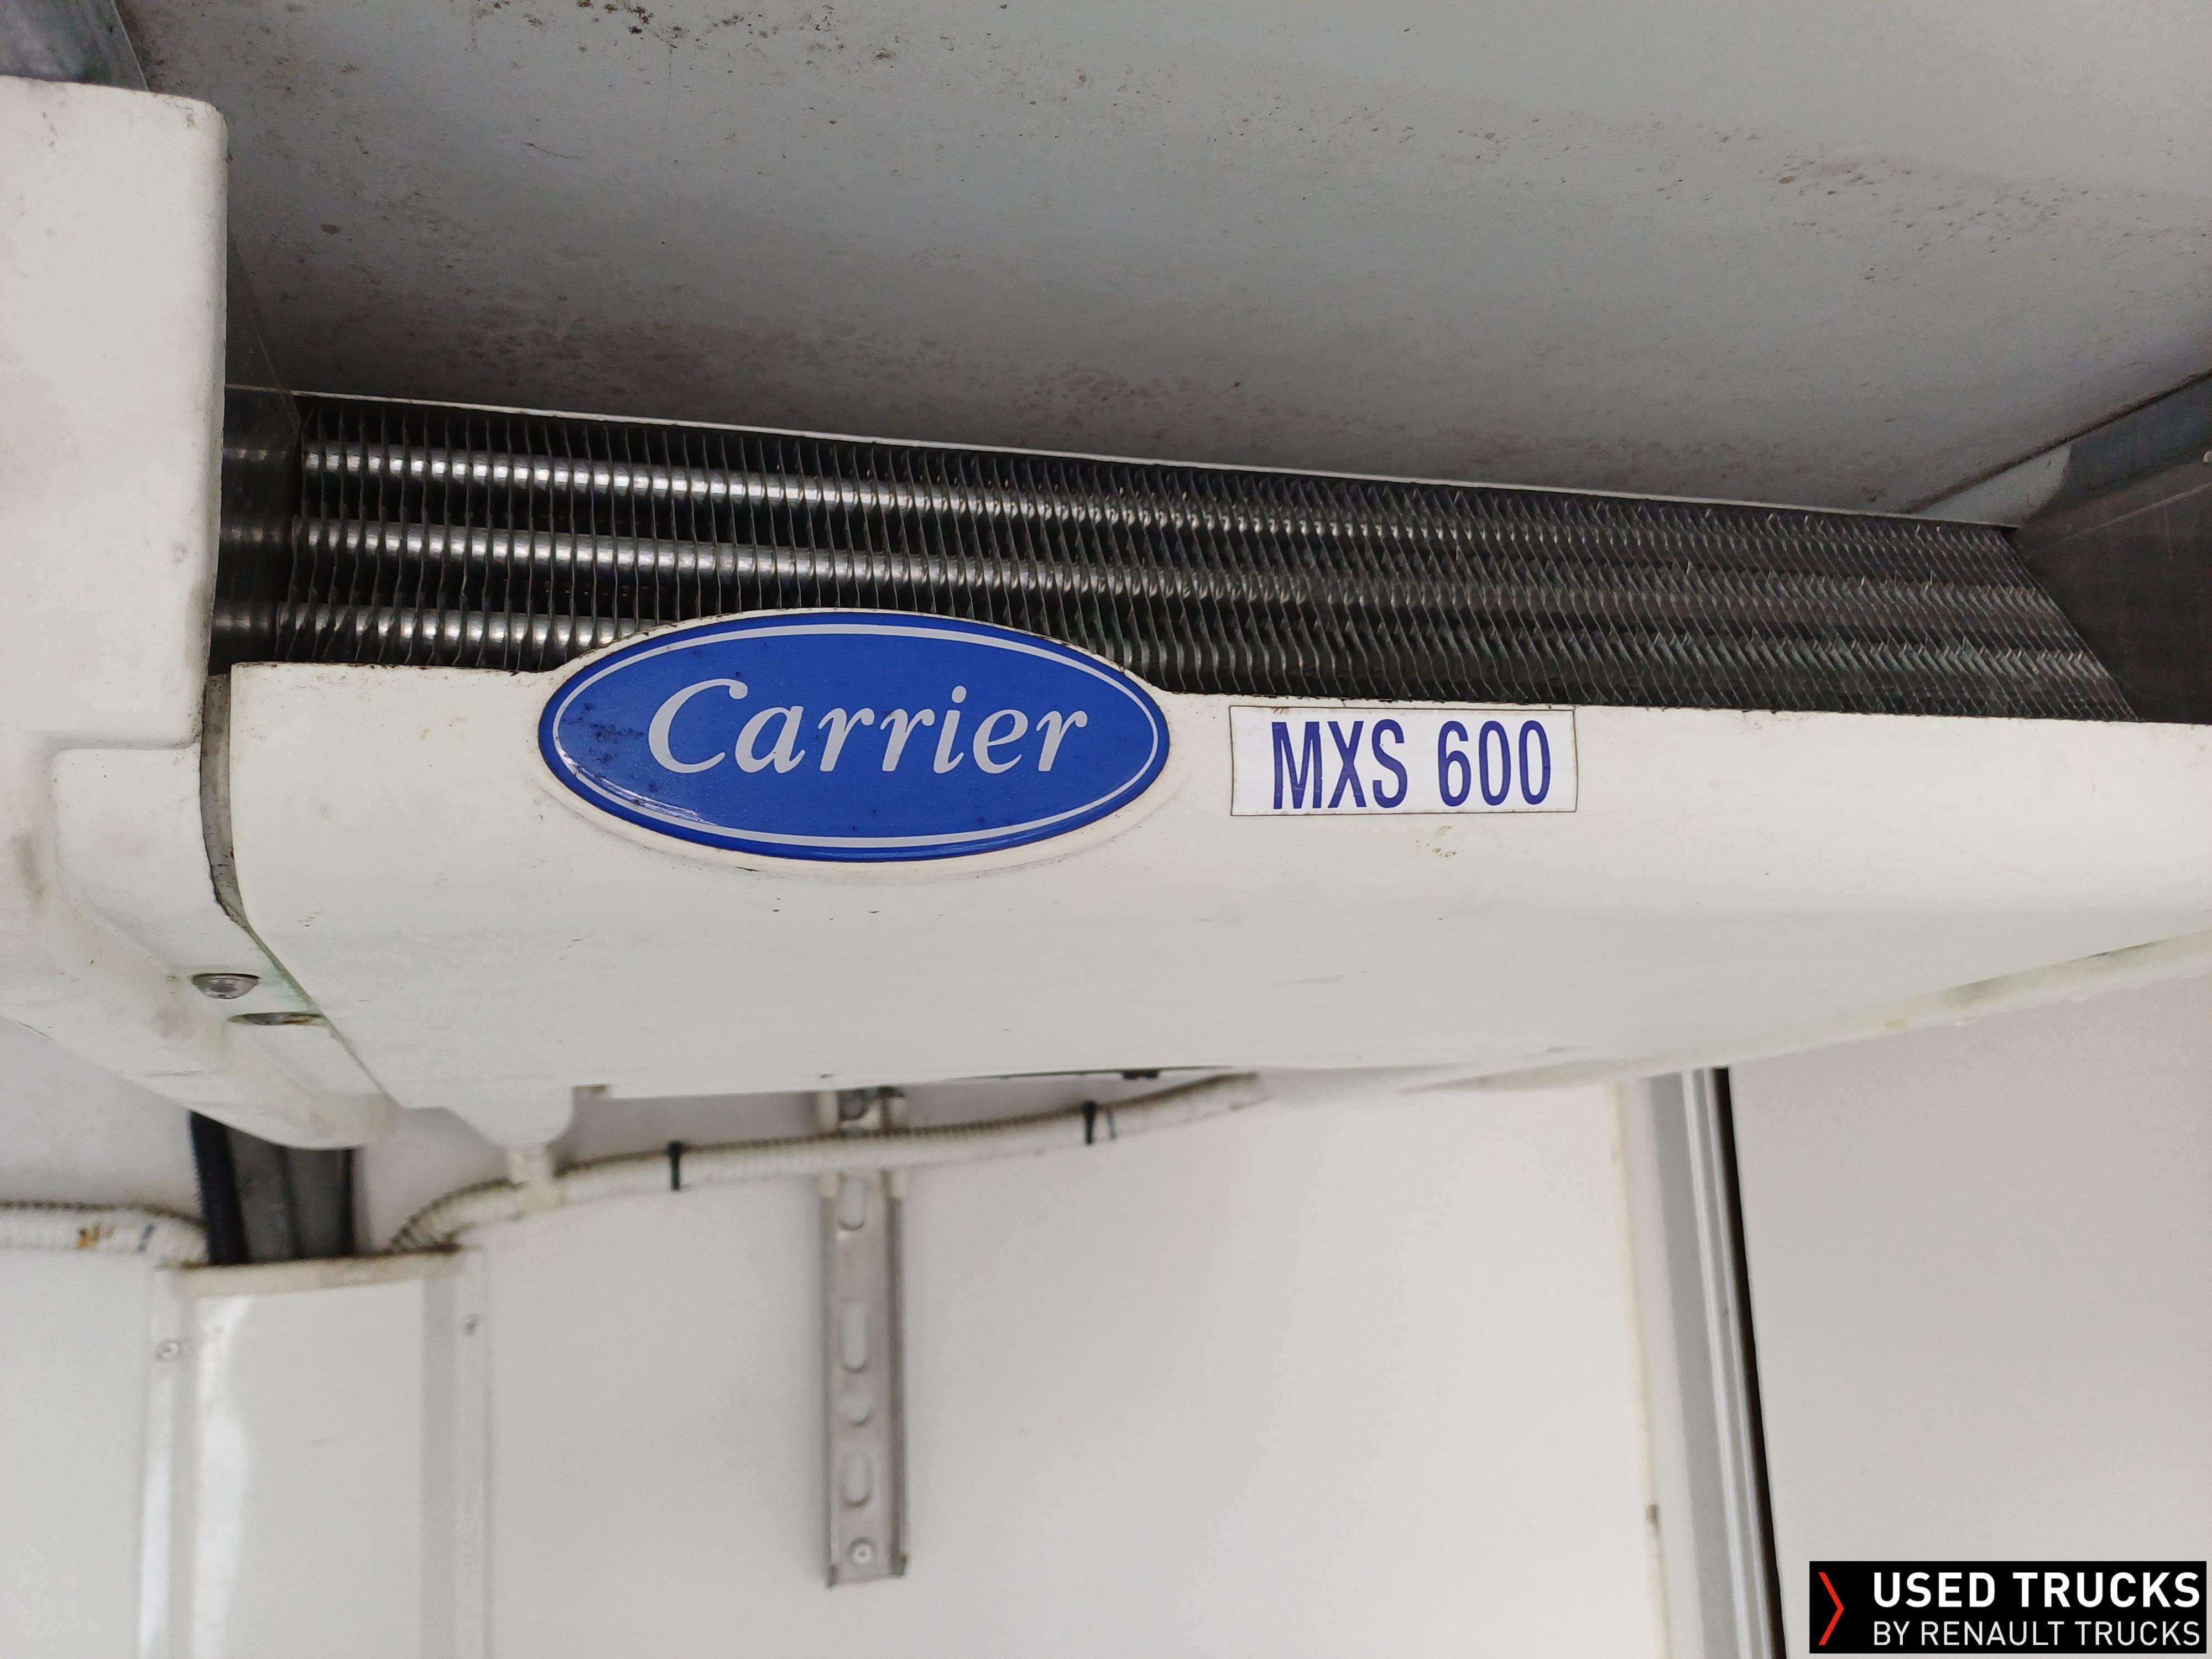 Carrier
MXS 600
USED TRUCKS
BY RENAULT TRUCKS